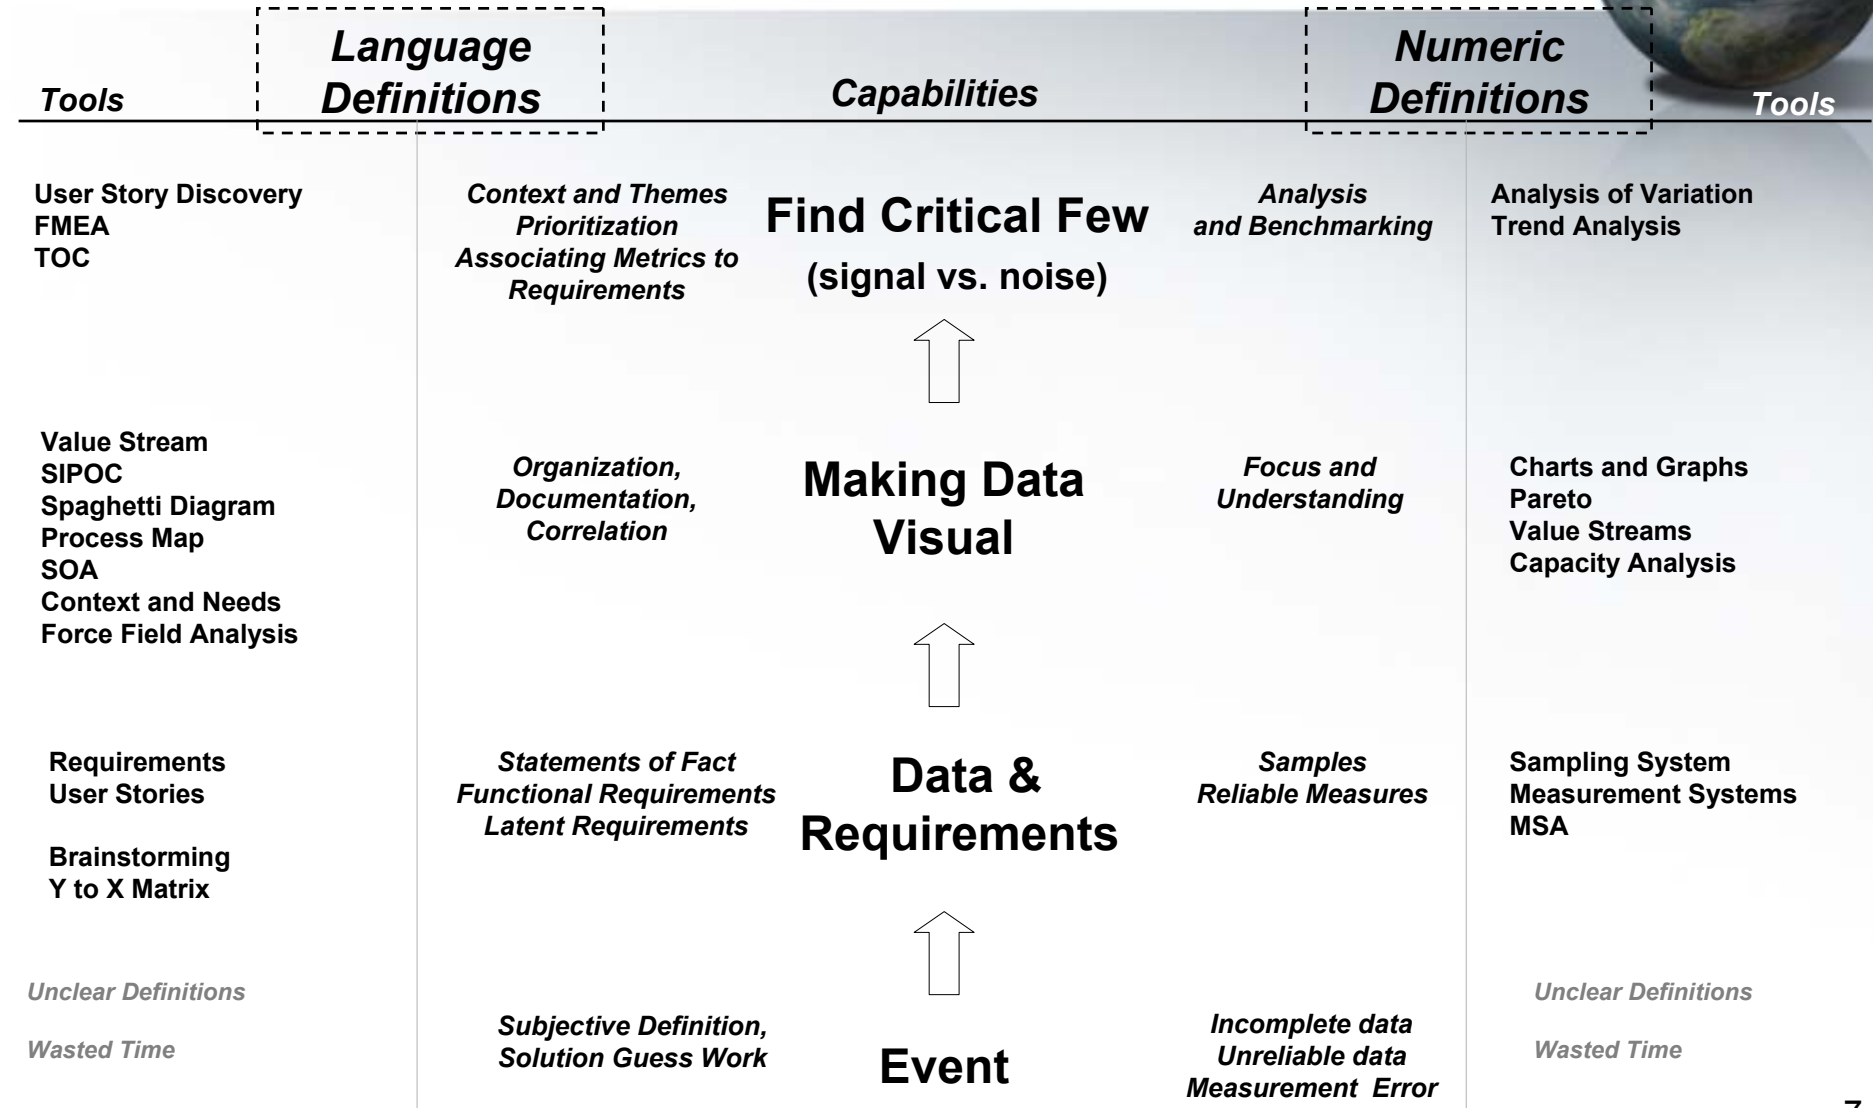 Tools
Language
Definitions
Capabilities
Numeric
Definitions
Tools
User Story Discovery
FMEA
TOC
Context and Themes
Prioritization
Associating Metrics to
Requirements
Find Critical Few
(signal vs. noise)
Analysis
and Benchmarking
Analysis of Variation
Trend Analysis
Value Stream
SIPOC
Spaghetti Diagram
Process Map
SOA
Context and Needs
Force Field Analysis
Organization,
Documentation,
Correlation
Making Data
Visual
Focus and
Understanding
Charts and Graphs
Pareto
Value Streams
Capacity Analysis
Requirements
User Stories
Brainstorming
Y to X Matrix
Statements of Fact
Functional Requirements
Latent Requirements
Data &
Requirements
Samples
Reliable Measures
Sampling System
Measurement Systems
MSA
Unclear Definitions
Wasted Time
Subjective Definition,
Solution Guess Work
Event
Incomplete data
Unreliable data
Measurement Error
Unclear Definitions
Wasted Time